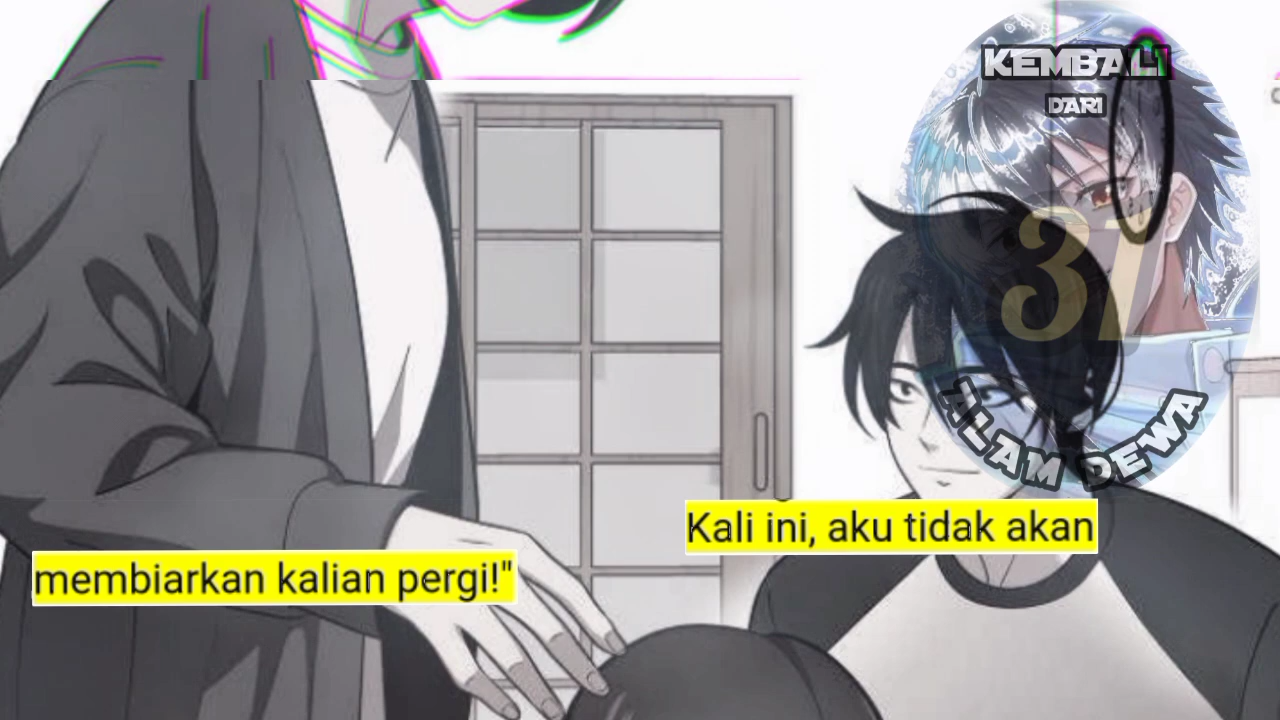 KEMBALI
DARI
37
ALAM DEWA
Kali ini, aku tidak akan
membiarkan kalian pergi!"